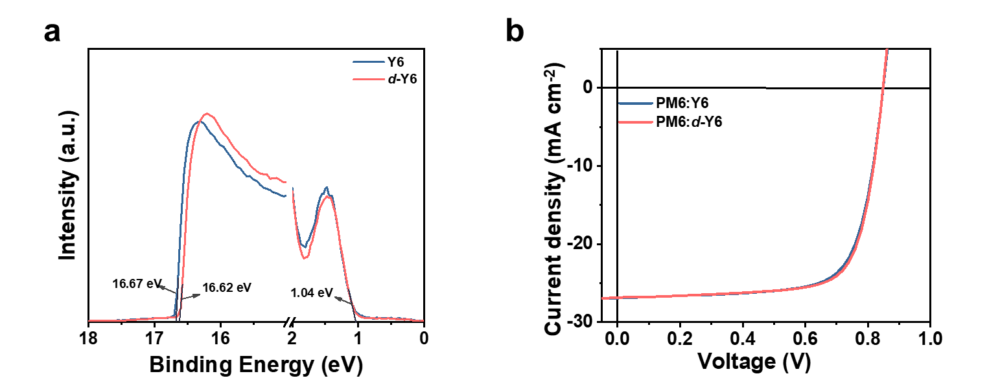 a
Y6
d-Y6
Intensity (a.u.)
16.67 eV
16.62 eV
1.04 eV
18 17 16 2 1 0
Binding Energy (eV)
b
PM6:Y6
PM6:d-Y6
Current density (mA cm-2)
0
-10
-20
-30
0.0 0.2 0.4 0.6 0.8 1.0
Voltage (V)